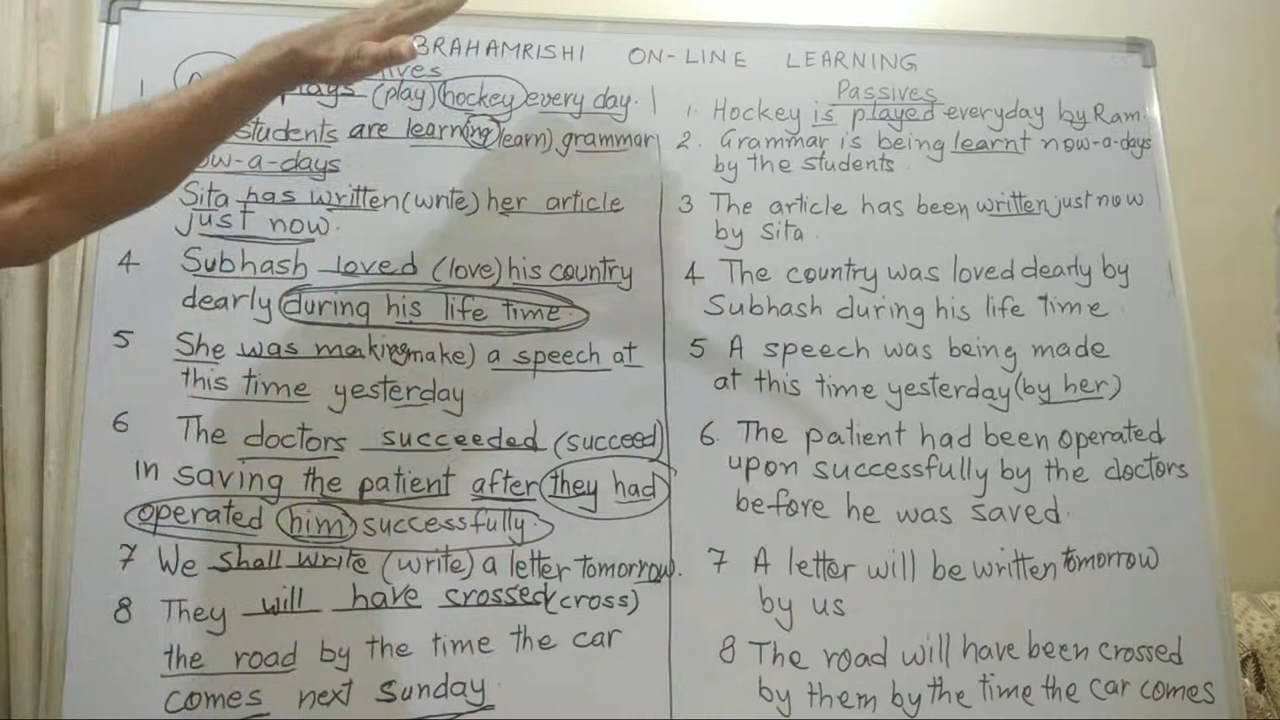 BRAHAMRISHI ON-LINE LEARNING
1 plays (play) hockey every day.
students are learning (learn) grammar
now-a-days
Sita has written (write) her article
just now.
4 Subhash loved (love) his country
dearly during his life time.
5 She was making (make) a speech at
this time yesterday
6 The doctors succeeded (succeed)
in saving the patient after they had
operated him successfully.
7 We shall write (write) a letter tomorrow.
8 They will have crossed (cross)
the road by the time the car
comes next Sunday.
Passives
1. Hockey is played everyday by Ram
2. Grammar is being learnt now-a-days
by the students.
3 The article has been written just now
by Sita.
4 The country was loved dearly by
Subhash during his life time.
5 A speech was being made
at this time yesterday (by her)
6. The patient had been operated
upon successfully by the doctors
before he was saved.
7 A letter will be written tomorrow
by us
8 The road will have been crossed
by them by the time the car comes